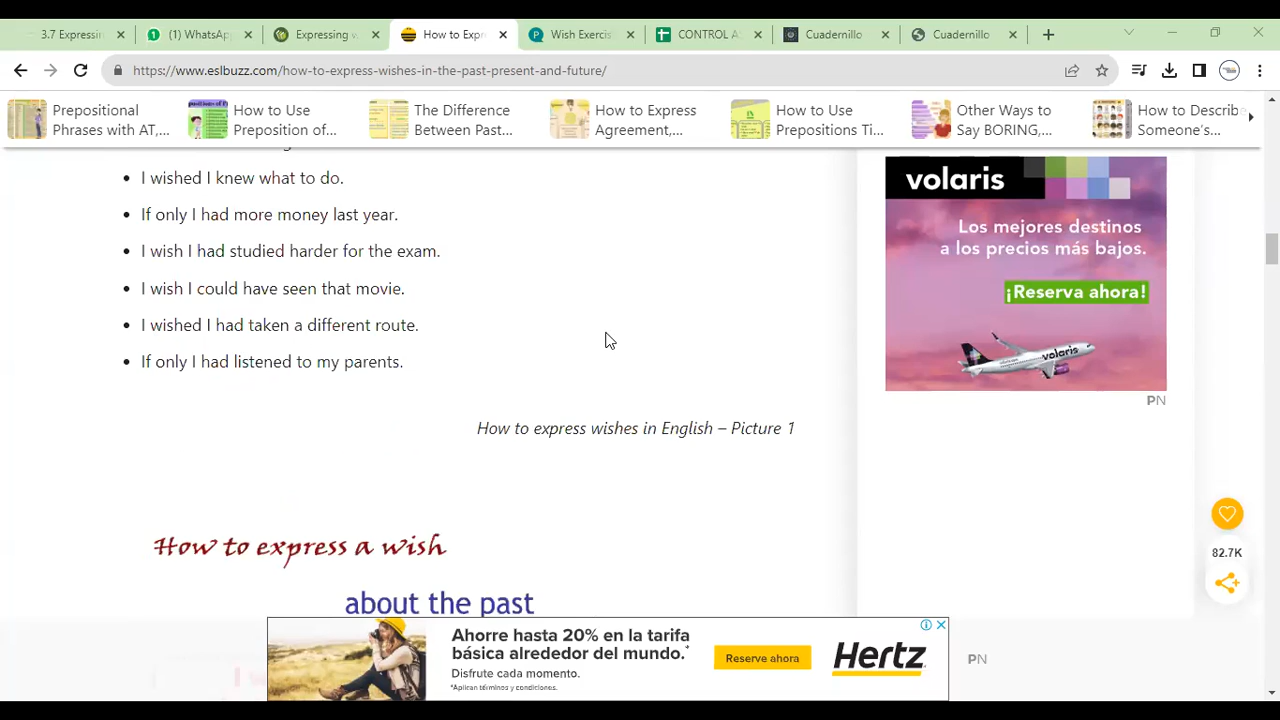 3.7 Expressin
(1) WhatsAp
Expressing v
How to Expr
Wish Exercis
CONTROL A
Cuadernillo
Cuadernillo
https://www.eslbuzz.com/how-to-express-wishes-in-the-past-present-and-future/
Prepositional
Phrases with AT,...
How to Use
Preposition of...
The Difference
Between Past...
How to Express
Agreement,...
How to Use
Prepositions Ti...
Other Ways to
Say BORING,...
How to Describ
Someone's...
I wished I knew what to do.
If only I had more money last year.
I wish I had studied harder for the exam.
I wish I could have seen that movie.
I wished I had taken a different route.
If only I had listened to my parents.
How to express wishes in English – Picture 1
How to express a wish
about the past
volaris
Los mejores destinos
a los precios más bajos.
¡Reserva ahora!
volaris
PN
82.7K
Ahorre hasta 20% en la tarifa
básica alrededor del mundo.*
Disfrute cada momento.
*Aplican términos y condiciones.
Reserve ahora
Hertz
PN